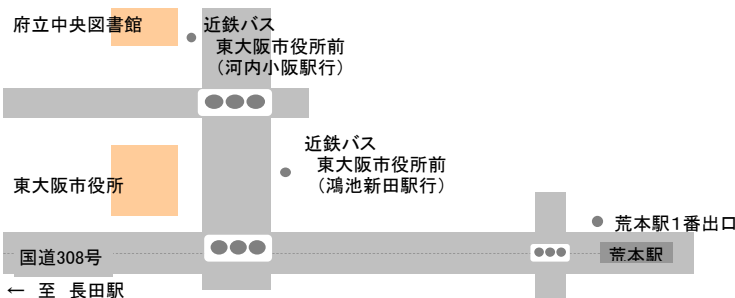 府立中央図書館
近鉄バス
東大阪市役所前
（河内小阪駅行）
近鉄バス
東大阪市役所前
（鴻池新田駅行）
東大阪市役所
荒本駅1番出口
国道308号
荒本駅
← 至 長田駅